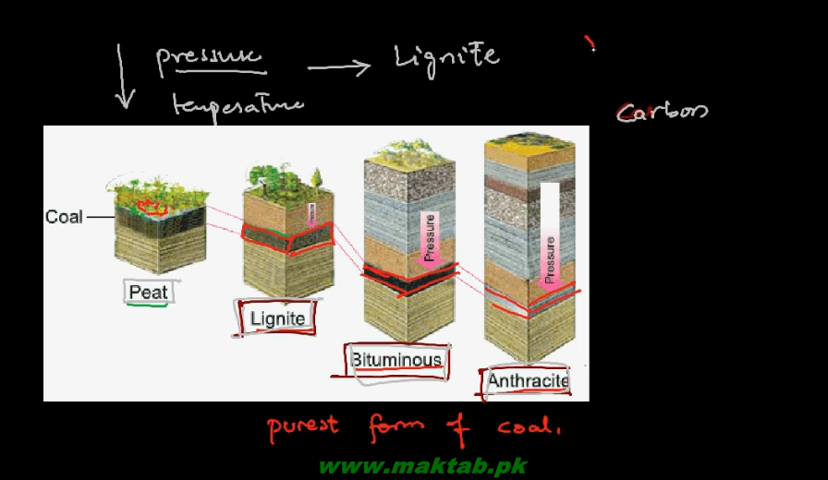 pressure → Lignite
temperature
Carbon
Coal
Pressure
Pressure
Pressure
Peat
Lignite
Bituminous
Anthracite
purest form of coal.
www.maktab.pk